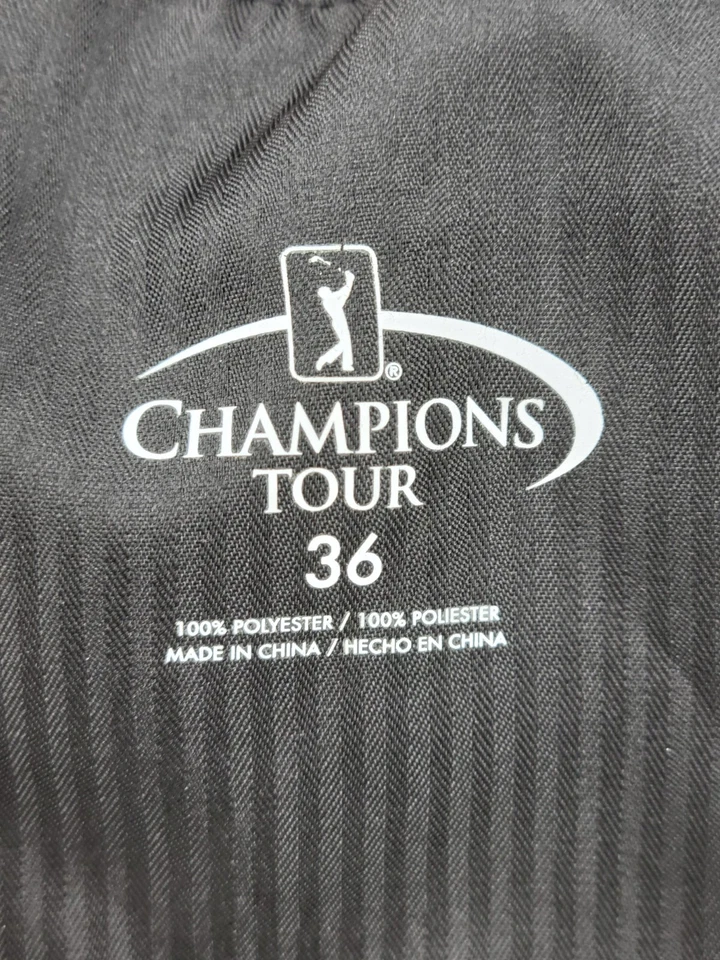 ®
CHAMPIONS
TOUR
36
100% POLYESTER / 100% POLIESTER
MADE IN CHINA / HECHO EN CHINA